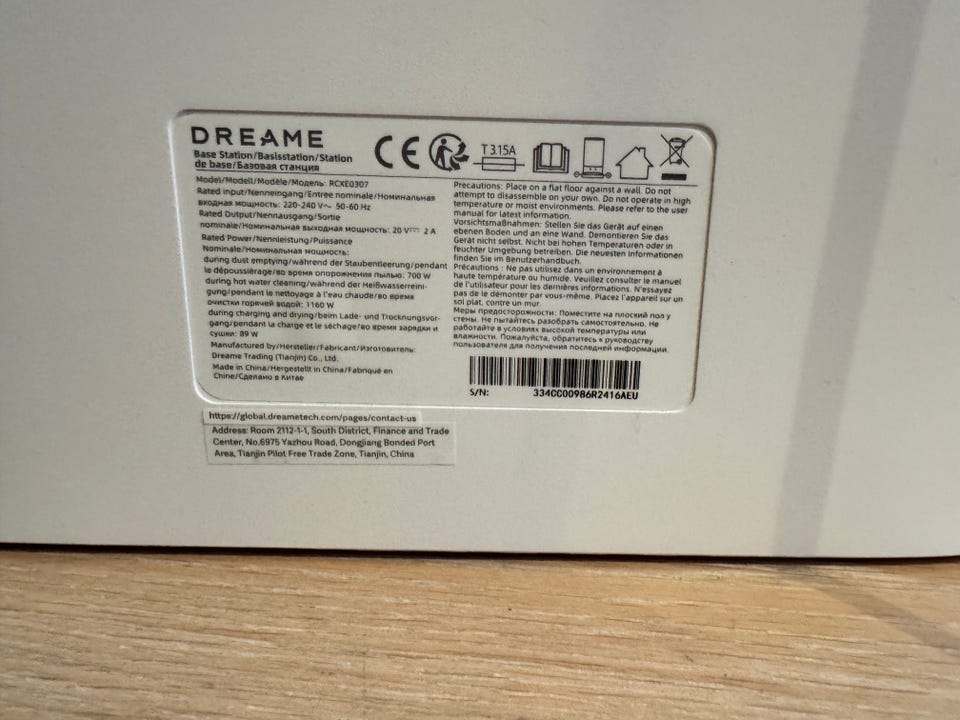 DREAME
Base Station/Basisstation/Station
de base/Базовая станция
T 3.15A
Model/Modell/Modèle/Модель: RCXE0307
Rated Input/Nenneingang/Entrée nominale/Номинальная
входная мощность: 220-240 V~ 50-60 Hz
Rated Output/Nennausgang/Sortie
nominale/Номинальная выходная мощность: 20 V⎓ 2 A
Rated Power/Nennleistung/Puissance
Nominale/Номинальная мощность:
during dust emptying/während der Staubentleerung/pendant
le dépoussiérage/во время опорожнению пылью: 700 W
during hot water cleaning/während der Heißwasserreini-
gung/pendant le nettoyage à l'eau chaude/во время
очистки горячей водой: 1160 W
during charging and drying/beim Lade- und Trocknungsvor-
gang/pendant la charge et le séchage/во время зарядки и
сушки: 89 W
Manufactured by/Hersteller/Fabricant/Изготовитель:
Dreame Trading (Tianjin) Co., Ltd.
Made in China/Hergestellt in China/Fabriqué en
Chine/Сделано в Китае
Precautions: Place on a flat floor against a wall. Do not
attempt to disassemble on your own. Do not operate in high
temperature or moist environments. Please refer to the user
manual for latest information.
Vorsichtsmaßnahmen: Stellen Sie das Gerät auf einen
ebenen Boden und an eine Wand. Demontieren Sie das
Gerät nicht selbst. Nicht bei hohen Temperaturen oder in
feuchter Umgebung betreiben. Die neuesten Informationen
finden Sie im Benutzerhandbuch.
Précautions : Ne pas utilisez dans un environnement à
haute température ou humide. Veuillez consulter le manuel
de l'utilisateur pour les dernières informations. N'essayez
pas de le démonter par vous-même. Placez l'appareil sur un
sol plat, contre un mur.
Меры предосторожности: Поместите на плоский пол у
стены. Не пытайтесь разобрать самостоятельно. Не
работайте в условиях высокой температуры или
влажности. Пожалуйста, обратитесь к руководству
пользователя для получения последней информации.
S/N: 334CC00986R2416AEU
https://global.dreametech.com/pages/contact-us
Address: Room 2112-1-1, South District, Finance and Trade
Center, No.6975 Yazhou Road, Dongjiang Bonded Port
Area, Tianjin Pilot Free Trade Zone, Tianjin, China